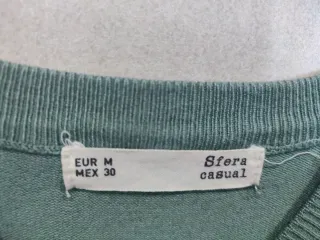 EUR M
MEX 30
Sfera
casual